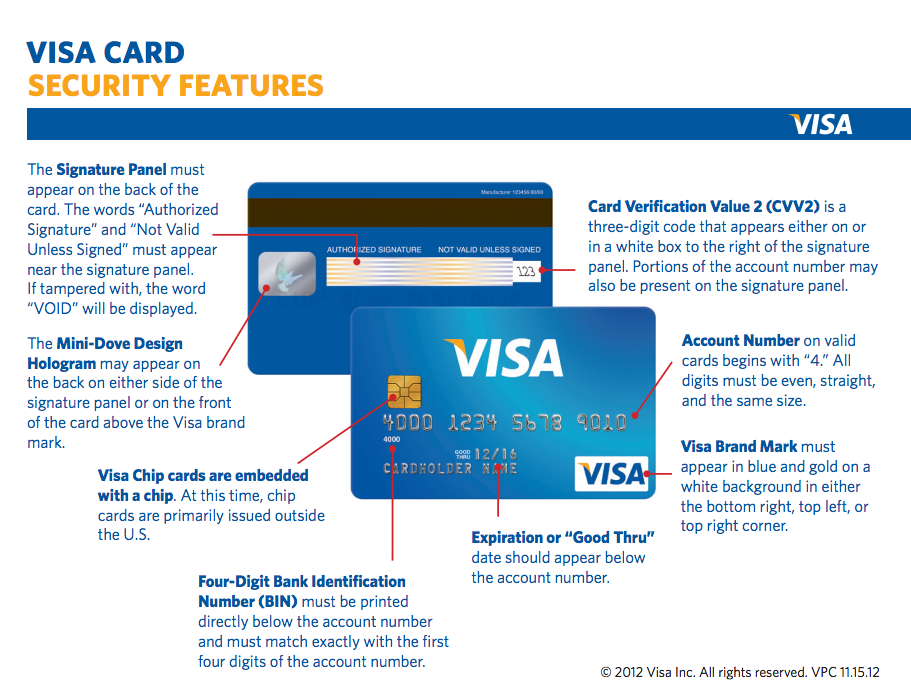 VISA CARD
SECURITY FEATURES
VISA
The Signature Panel must
appear on the back of the
card. The words “Authorized
Signature” and “Not Valid
Unless Signed” must appear
near the signature panel.
If tampered with, the word
“VOID” will be displayed.
The Mini-Dove Design
Hologram may appear on
the back on either side of the
signature panel or on the front
of the card above the Visa brand
mark.
Visa Chip cards are embedded
with a chip. At this time, chip
cards are primarily issued outside
the U.S.
Four-Digit Bank Identification
Number (BIN) must be printed
directly below the account number
and must match exactly with the first
four digits of the account number.
Manufacturer 123456 00/00
AUTHORIZED SIGNATURE NOT VALID UNLESS SIGNED
123
VISA
4000 1234 5678 9010
4000
GOOD
THRU 12/16
CARDHOLDER NAME
VISA
Expiration or “Good Thru”
date should appear below
the account number.
Card Verification Value 2 (CVV2) is a
three-digit code that appears either on or
in a white box to the right of the signature
panel. Portions of the account number may
also be present on the signature panel.
Account Number on valid
cards begins with “4.” All
digits must be even, straight,
and the same size.
Visa Brand Mark must
appear in blue and gold on a
white background in either
the bottom right, top left, or
top right corner.
© 2012 Visa Inc. All rights reserved. VPC 11.15.12